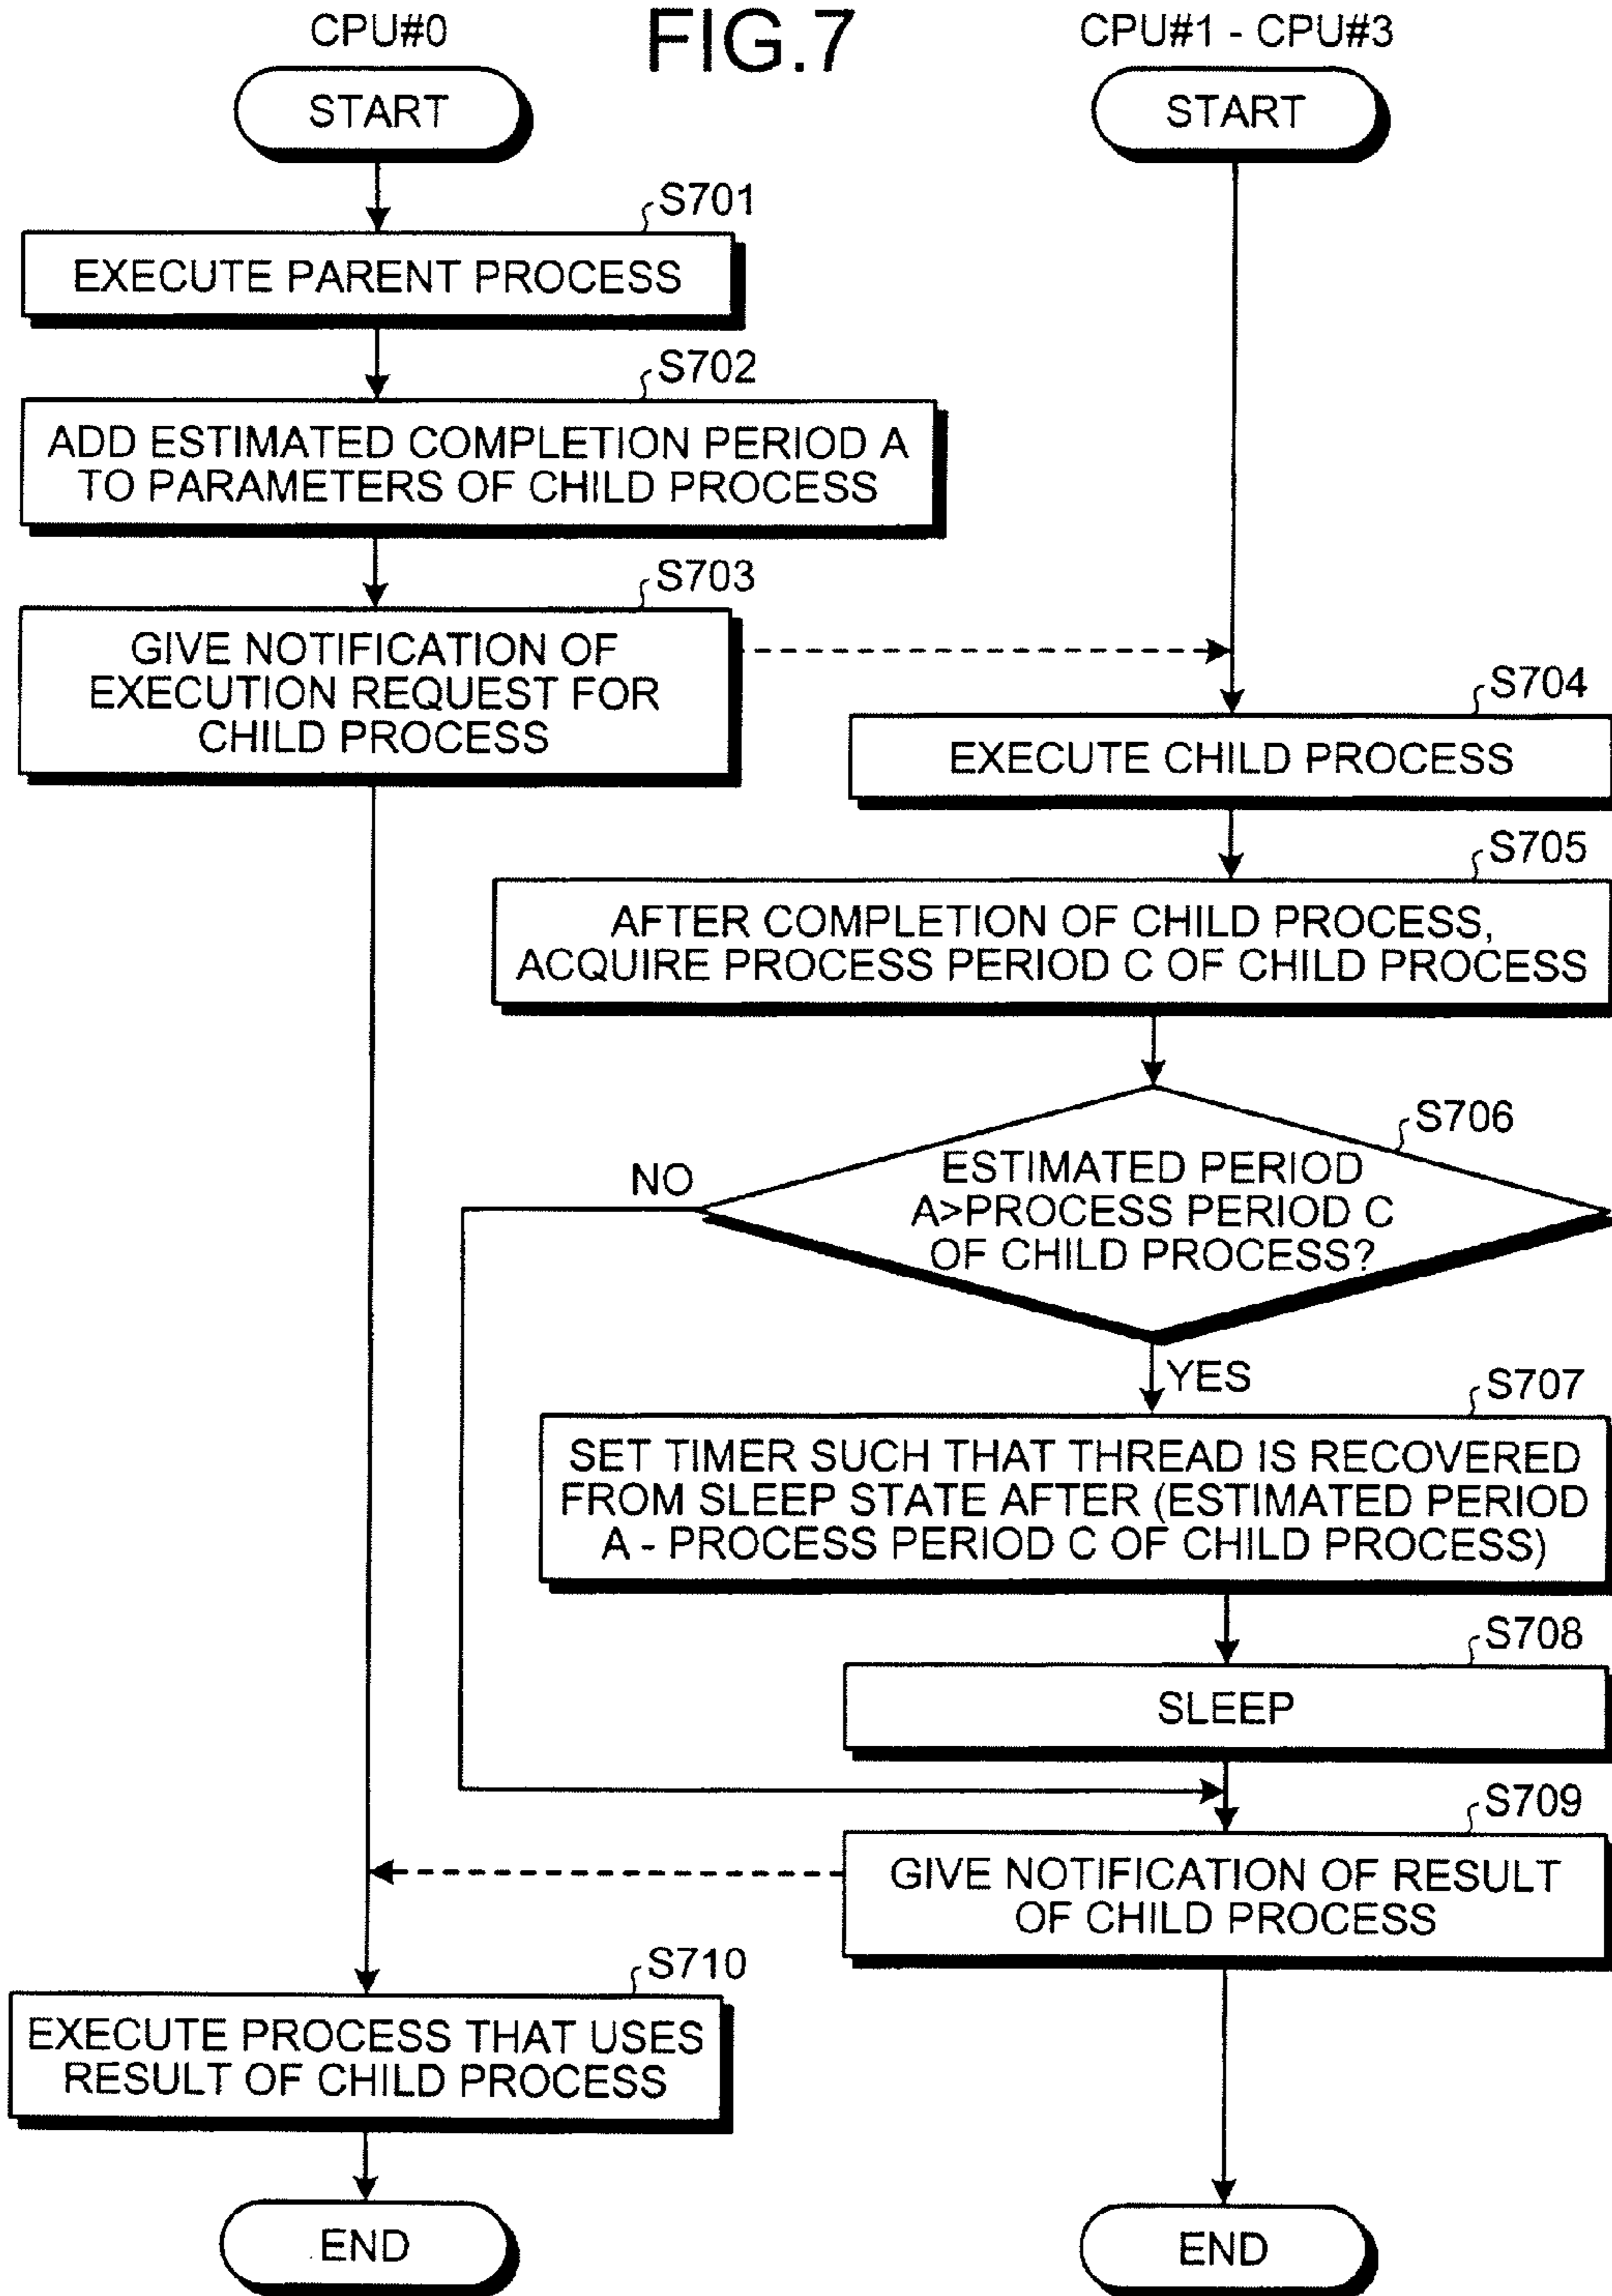 FIG.7
CPU#0
CPU#1 - CPU#3
START
START
S701
EXECUTE PARENT PROCESS
S702
ADD ESTIMATED COMPLETION PERIOD A
TO PARAMETERS OF CHILD PROCESS
S703
GIVE NOTIFICATION OF
EXECUTION REQUEST FOR
CHILD PROCESS
S704
EXECUTE CHILD PROCESS
S705
AFTER COMPLETION OF CHILD PROCESS,
ACQUIRE PROCESS PERIOD C OF CHILD PROCESS
S706
ESTIMATED PERIOD
A>PROCESS PERIOD C
OF CHILD PROCESS?
NO
YES
S707
SET TIMER SUCH THAT THREAD IS RECOVERED
FROM SLEEP STATE AFTER (ESTIMATED PERIOD
A - PROCESS PERIOD C OF CHILD PROCESS)
S708
SLEEP
S709
GIVE NOTIFICATION OF RESULT
OF CHILD PROCESS
S710
EXECUTE PROCESS THAT USES
RESULT OF CHILD PROCESS
END
END